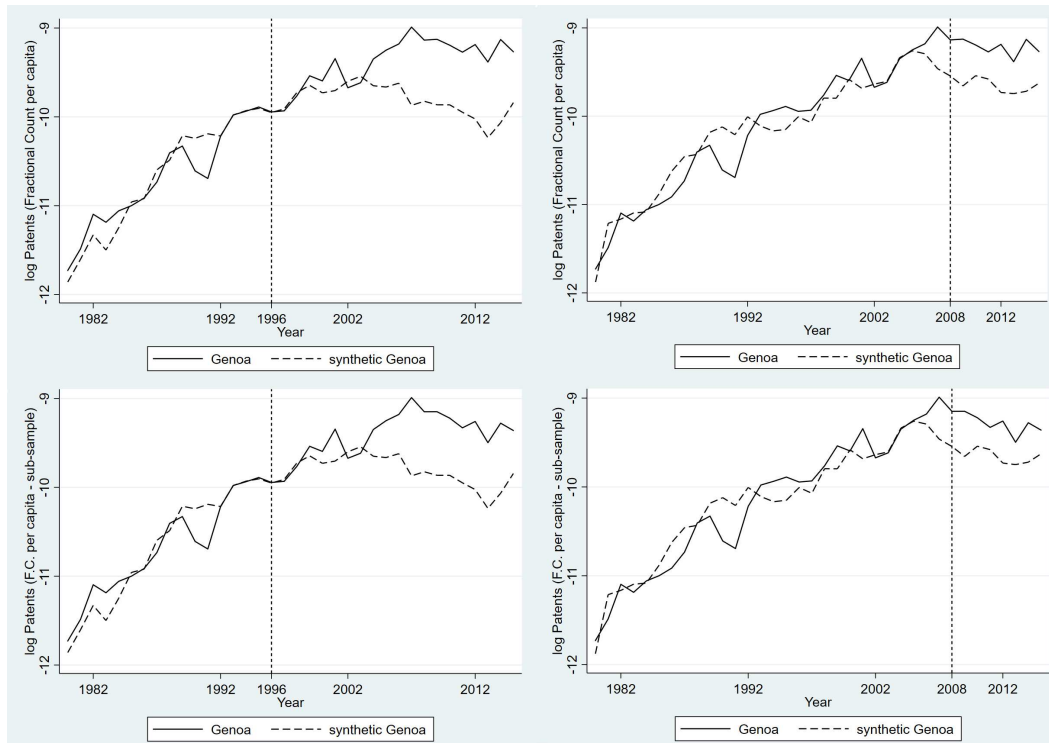 log Patents (Fractional Count per capita)
-9
-10
-11
-12
1982 1992 1996 2002 2012
Year
Genoa synthetic Genoa
log Patents (Fractional Count per capita)
-9
-10
-11
-12
1982 1992 2002 2008 2012
Year
Genoa synthetic Genoa
log Patents (F.C. per capita - sub-sample)
-9
-10
-11
-12
1982 1992 1996 2002 2012
Year
Genoa synthetic Genoa
log Patents (F.C. per capita - sub-sample)
-9
-10
-11
-12
1982 1992 2002 2008 2012
Year
Genoa synthetic Genoa